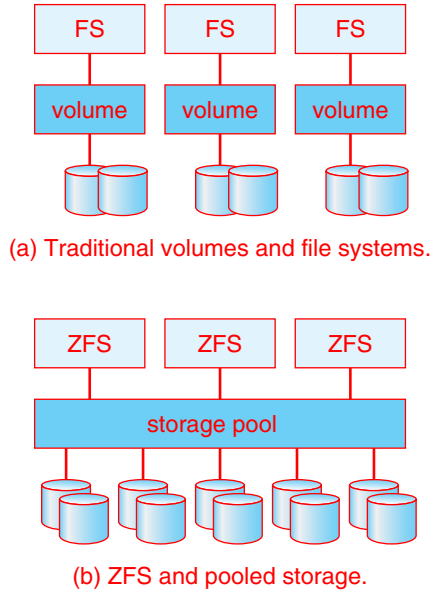 FS FS FS
volume volume volume
(a) Traditional volumes and file systems.
ZFS ZFS ZFS
storage pool
(b) ZFS and pooled storage.